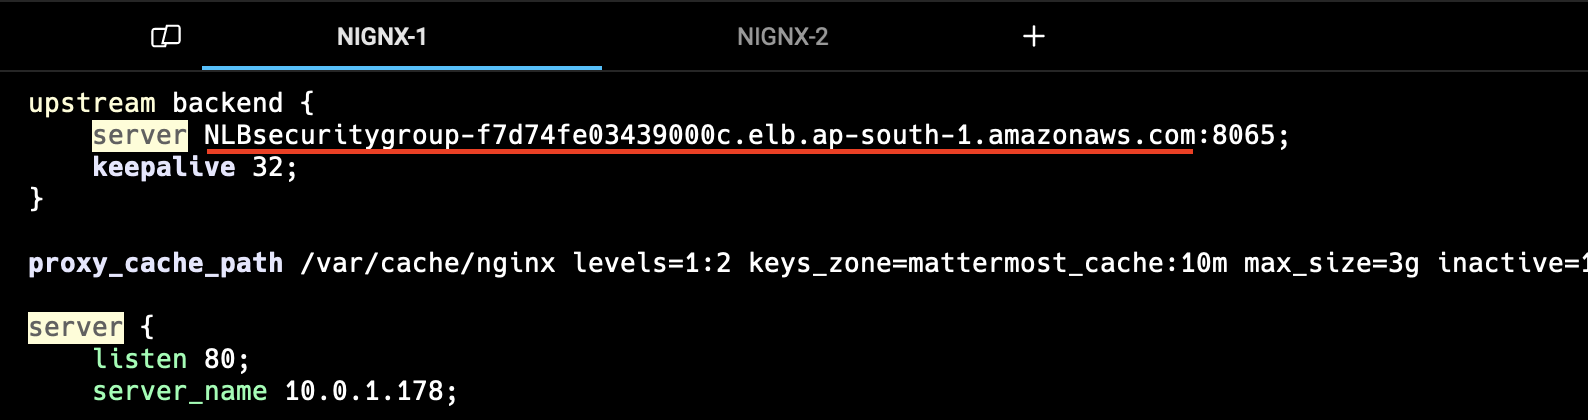 NIGNX-1 NIGNX-2 +
upstream backend {
server NLBsecuritygroup-f7d74fe03439000c.elb.ap-south-1.amazonaws.com:8065;
keepalive 32;
}
proxy_cache_path /var/cache/nginx levels=1:2 keys_zone=mattermost_cache:10m max_size=3g inactive=1
server {
listen 80;
server_name 10.0.1.178;